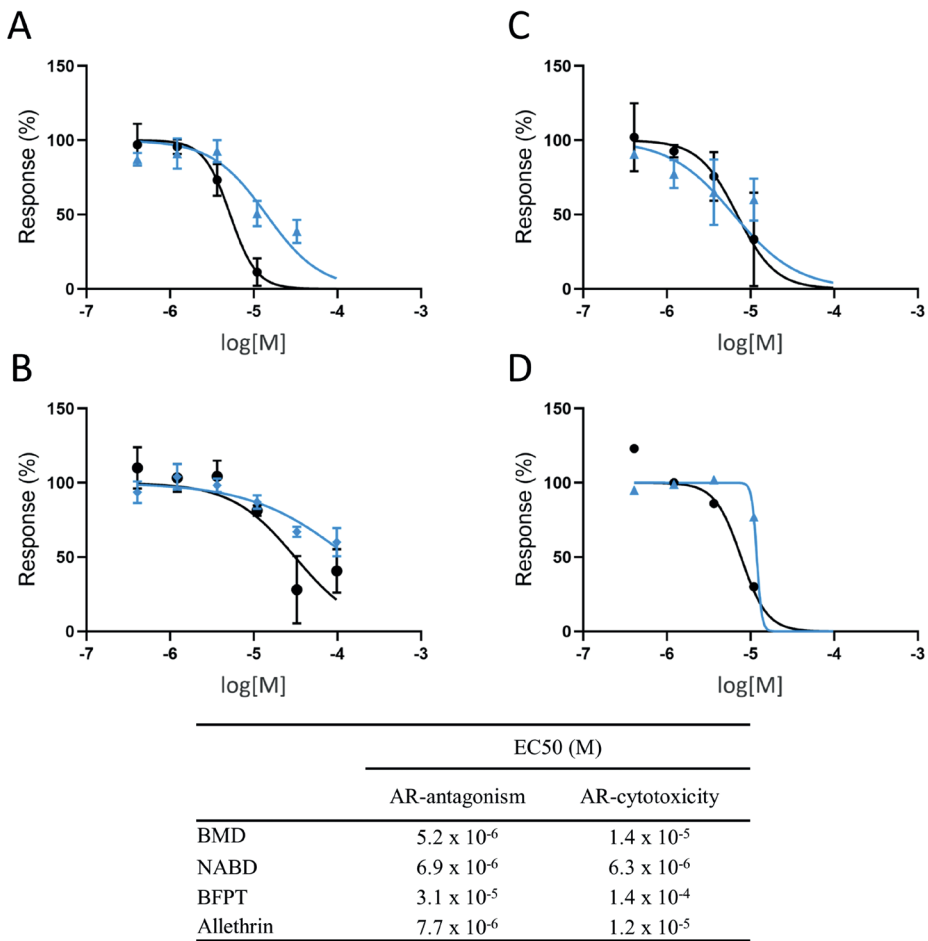 A
150
100
50
0
Response (%)
-7 -6 -5 -4 -3
log[M]
C
150
100
50
0
Response (%)
-7 -6 -5 -4 -3
log[M]
B
150
100
50
0
Response (%)
-7 -6 -5 -4 -3
log[M]
D
150
100
50
0
Response (%)
-7 -6 -5 -4 -3
log[M]
EC50 (M)
AR-antagonism AR-cytotoxicity
BMD 5.2 x 10⁻⁶ 1.4 x 10⁻⁵
NABD 6.9 x 10⁻⁶ 6.3 x 10⁻⁶
BFPT 3.1 x 10⁻⁵ 1.4 x 10⁻⁴
Allethrin 7.7 x 10⁻⁶ 1.2 x 10⁻⁵